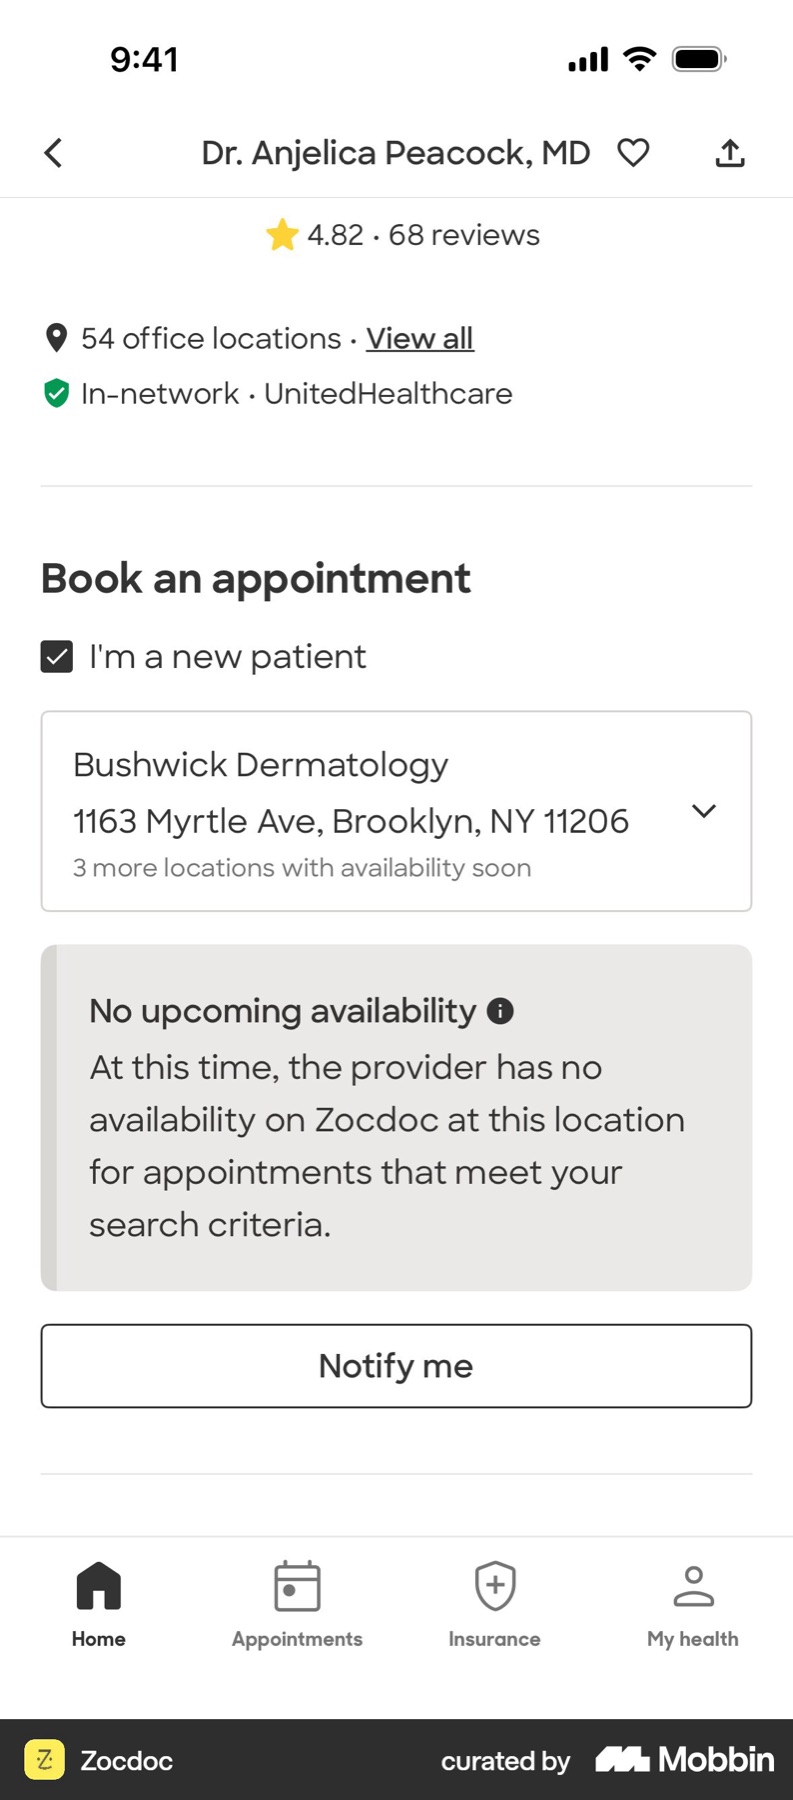 9:41
Dr. Anjelica Peacock, MD
4.82 · 68 reviews
54 office locations · View all
In-network · UnitedHealthcare
Book an appointment
I'm a new patient
Bushwick Dermatology
1163 Myrtle Ave, Brooklyn, NY 11206
3 more locations with availability soon
No upcoming availability
At this time, the provider has no
availability on Zocdoc at this location
for appointments that meet your
search criteria.
Notify me
Home Appointments Insurance My health
Zocdoc curated by Mobbin